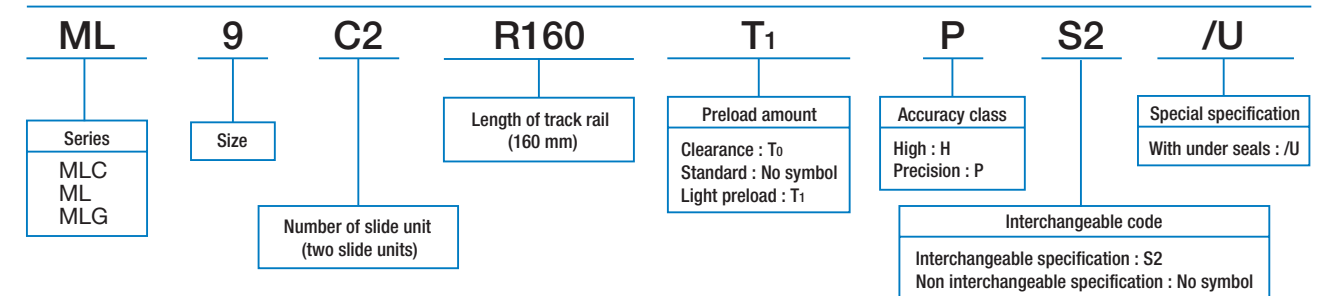 ML 9 C2 R160 T1 P S2 /U
Series
MLC
ML
MLG
Size
Number of slide unit
(two slide units)
Length of track rail
(160 mm)
Preload amount
Clearance : T0
Standard : No symbol
Light preload : T1
Accuracy class
High : H
Precision : P
Interchangeable code
Interchangeable specification : S2
Non interchangeable specification : No symbol
Special specification
With under seals : /U